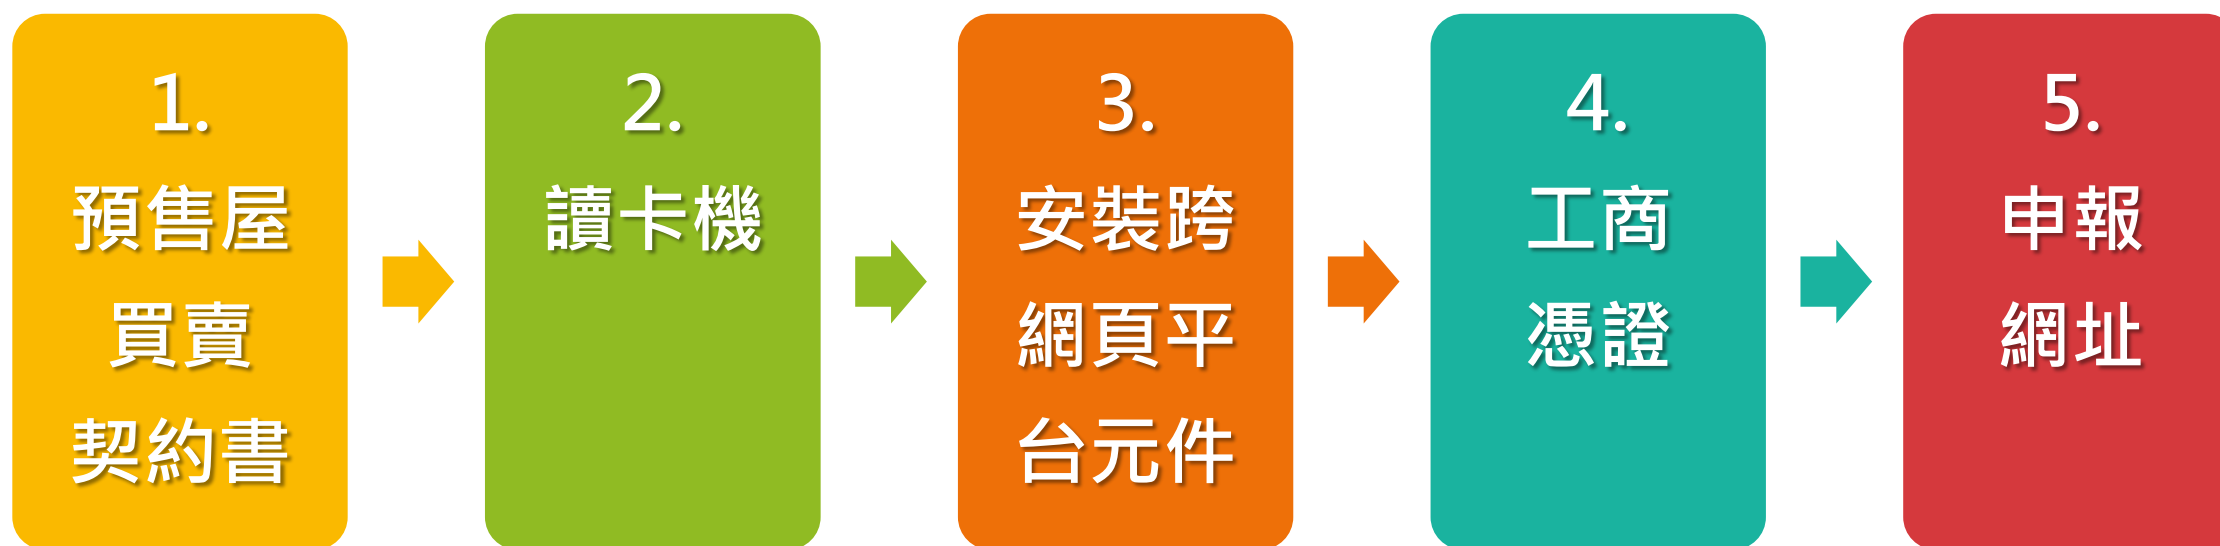 1.
預售屋
買賣
契約書
2.
讀卡機
3.
安裝跨
網頁平
台元件
4.
工商
憑證
5.
申報
網址